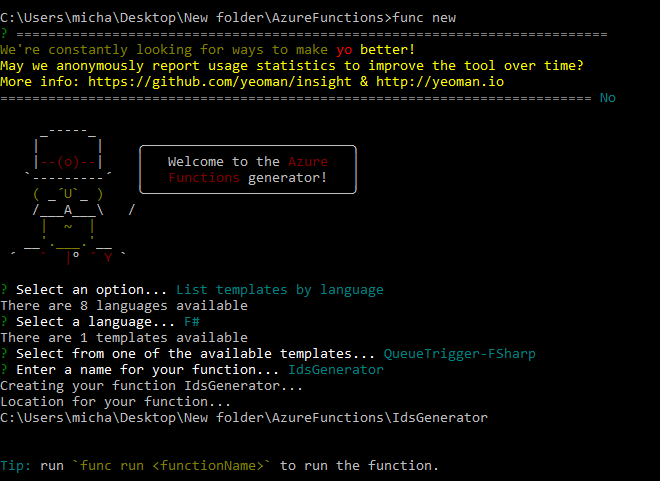 C:\Users\micha\Desktop\New folder\AzureFunctions>func new
? ==========================================================================
We're constantly looking for ways to make yo better!
May we anonymously report usage statistics to improve the tool over time?
More info: https://github.com/yeoman/insight & http://yeoman.io
========================================================================== No
Welcome to the Azure
Functions generator!
? Select an option... List templates by language
There are 8 languages available
? Select a language... F#
There are 1 templates available
? Select from one of the available templates... QueueTrigger-FSharp
? Enter a name for your function... IdsGenerator
Creating your function IdsGenerator...
Location for your function...
C:\Users\micha\Desktop\New folder\AzureFunctions\IdsGenerator
Tip: run `func run <functionName>` to run the function.